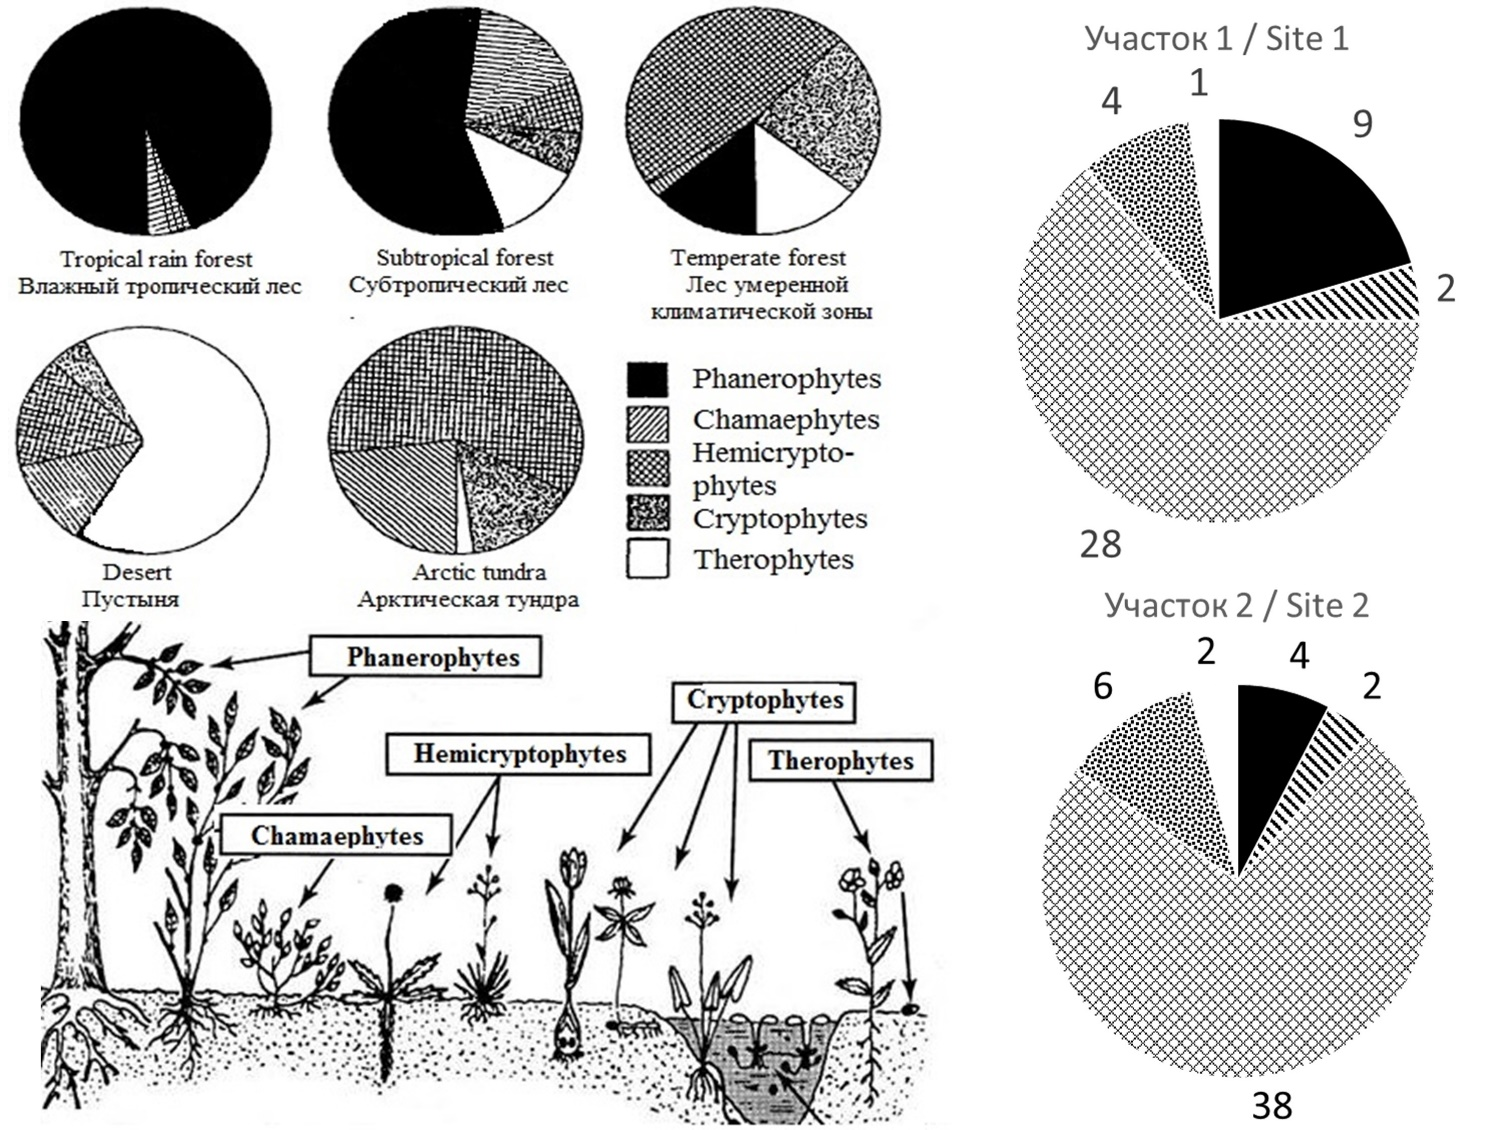 Tropical rain forest
Влажный тропический лес
Subtropical forest
Субтропический лес
Temperate forest
Лес умеренной
климатической зоны
Desert
Пустыня
Arctic tundra
Арктическая тундра
Phanerophytes
Chamaephytes
Hemicrypto-
phytes
Cryptophytes
Therophytes
Phanerophytes
Cryptophytes
Hemicryptophytes
Therophytes
Chamaephytes
Участок 1 / Site 1
1
4
9
2
28
Участок 2 / Site 2
2
4
6
2
38